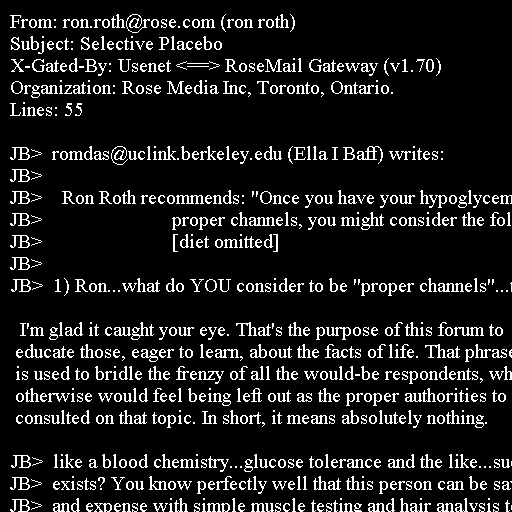 From: ron.roth@rose.com (ron roth)
Subject: Selective Placebo
X-Gated-By: Usenet <==> RoseMail Gateway (v1.70)
Organization: Rose Media Inc, Toronto, Ontario.
Lines: 55

JB>  romdas@uclink.berkeley.edu (Ella I Baff) writes:
JB>
JB>    Ron Roth recommends: "Once you have your
JB>                          proper channels, you might consider the
JB>                          [diet omitted]
JB>
JB>  1) Ron...what do YOU consider to be "proper channels"...

I'm glad it caught your eye. That's the purpose of this forum to
educate those, eager to learn, about the facts of life. That
is used to bridle the frenzy of all the would-be respondents,
otherwise would feel being left out as the proper authorities to
consulted on that topic. In short, it means absolutely nothing.

JB>  like a blood chemistry...glucose tolerance and the like...
JB>  exists? You know perfectly well that this person can be
JB>  and expense with simple muscle testing and hair analysis